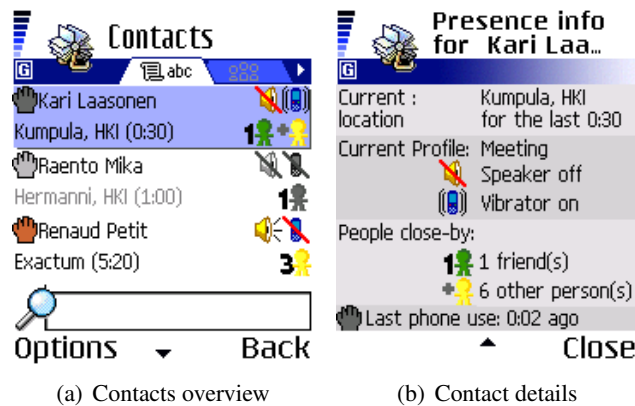 Contacts
G
abc
Kari Laasonen
Kumpula, HKI (0:30)
1
+
Raento Mika
Hermanni, HKI (1:00)
1
Renaud Petit
Exactum (5:20)
3
Options
Back
(a) Contacts overview
Presence info
for Kari Laa...
G
Current :
location
Kumpula, HKI
for the last 0:30
Current Profile: Meeting
Speaker off
Vibrator on
People close-by:
1 1 friend(s)
+ 6 other person(s)
Last phone use: 0:02 ago
Close
(b) Contact details